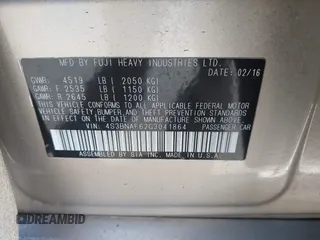 MFD. BY FUJI HEAVY INDUSTRIES LTD.
DATE: 02/16
GVWR: 4519 LB ( 2050 KG)
GAWR: F 2535 LB ( 1150 KG)
GAWR: R 2645 LB ( 1200 KG)
THIS VEHICLE CONFORMS TO ALL APPLICABLE
FEDERAL MOTOR VEHICLE SAFETY, BUMPER, AND
THEFT PREVENTION STANDARDS IN EFFECT ON THE
DATE OF MANUFACTURE SHOWN ABOVE.
VIN: 4S3BNAF62G3041864 PASSENGER CAR
ASSEMBLED BY SIA INC. MADE IN U.S.A.
DREAMBID